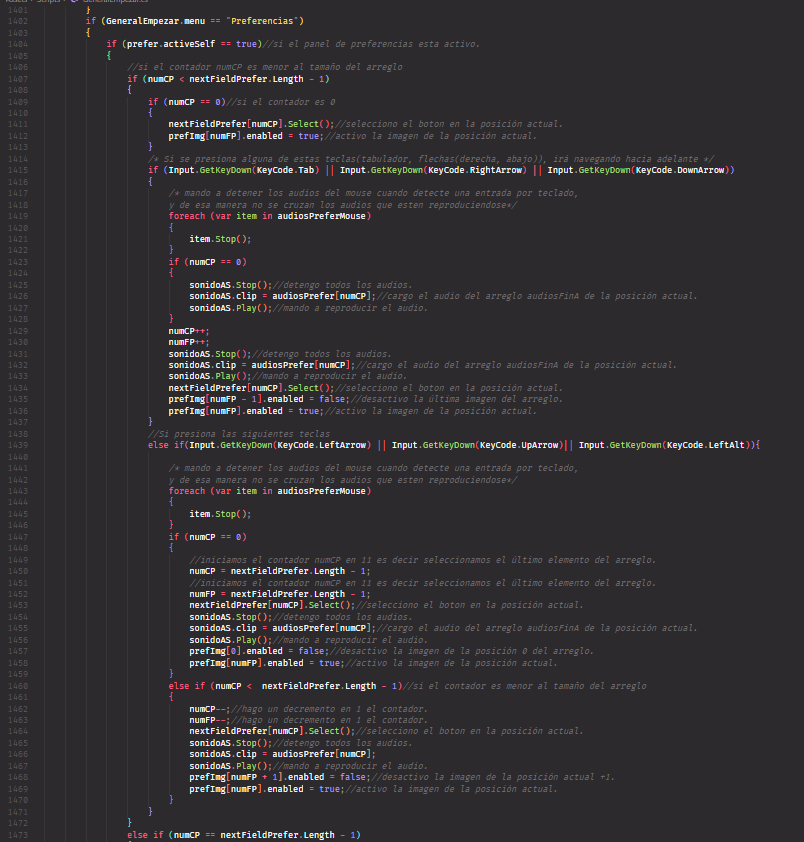 Assets > Scripts > GeneralEmpezar.cs
1401 }
1402 if (GeneralEmpezar.menu == "Preferencias")
1403 {
1404 if (prefer.activeSelf == true)//si el panel de preferencias esta activo.
1405 {
1406 //si el contador numCP es menor al tamaño del arreglo
1407 if (numCP < nextFieldPrefer.Length - 1)
1408 {
1409 if (numCP == 0)//si el contador es 0
1410 {
1411 nextFieldPrefer[numCP].Select();//selecciono el boton en la posición actual.
1412 prefImg[numFP].enabled = true;//activo la imagen de la posición actual.
1413 }
1414 /* Si se presiona alguna de estas teclas(tabulador, flechas(derecha, abajo)), irá navegando hacia adelante */
1415 if (Input.GetKeyDown(KeyCode.Tab) || Input.GetKeyDown(KeyCode.RightArrow) || Input.GetKeyDown(KeyCode.DownArrow))
1416 {
1417 /* mando a detener los audios del mouse cuando detecte una entrada por teclado,
1418 y de esa manera no se cruzan los audios que esten reproduciendose*/
1419 foreach (var item in audiosPreferMouse)
1420 {
1421 item.Stop();
1422 }
1423 if (numCP == 0)
1424 {
1425 sonidoAS.Stop();//detengo todos los audios.
1426 sonidoAS.clip = audiosPrefer[numCP];//cargo el audio del arreglo audiosFinA de la posición actual.
1427 sonidoAS.Play();//mando a reproducir el audio.
1428 }
1429 numCP++;
1430 numFP++;
1431 sonidoAS.Stop();//detengo todos los audios.
1432 sonidoAS.clip = audiosPrefer[numCP];//cargo el audio del arreglo audiosFinA de la posición actual.
1433 sonidoAS.Play();//mando a reproducir el audio.
1434 nextFieldPrefer[numCP].Select();//selecciono el boton en la posición actual.
1435 prefImg[numFP - 1].enabled = false;//desactivo la última imagen del arreglo.
1436 prefImg[numFP].enabled = true;//activo la imagen de la posición actual.
1437 }
1438 //Si presiona las siguientes teclas
1439 else if(Input.GetKeyDown(KeyCode.LeftArrow) || Input.GetKeyDown(KeyCode.UpArrow)|| Input.GetKeyDown(KeyCode.LeftAlt)){
1440
1441 /* mando a detener los audios del mouse cuando detecte una entrada por teclado,
1442 y de esa manera no se cruzan los audios que esten reproduciendose*/
1443 foreach (var item in audiosPreferMouse)
1444 {
1445 item.Stop();
1446 }
1447 if (numCP == 0)
1448 {
1449 //iniciamos el contador numCP en 11 es decir seleccionamos el último elemento del arreglo.
1450 numCP = nextFieldPrefer.Length - 1;
1451 //iniciamos el contador numCP en 11 es decir seleccionamos el último elemento del arreglo.
1452 numFP = nextFieldPrefer.Length - 1;
1453 nextFieldPrefer[numCP].Select();//selecciono el boton en la posición actual.
1454 sonidoAS.Stop();//detengo todos los audios.
1455 sonidoAS.clip = audiosPrefer[numCP];//cargo el audio del arreglo audiosFinA de la posición actual.
1456 sonidoAS.Play();//mando a reproducir el audio.
1457 prefImg[0].enabled = false;//desactivo la imagen de la posición 0 del arreglo.
1458 prefImg[numFP].enabled = true;//activo la imagen de la posición actual.
1459 }
1460 else if (numCP < nextFieldPrefer.Length - 1)//si el contador es menor al tamaño del arreglo
1461 {
1462 numCP--;//hago un decremento en 1 el contador.
1463 numFP--;//hago un decremento en 1 el contador.
1464 nextFieldPrefer[numCP].Select();//selecciono el boton en la posición actual.
1465 sonidoAS.Stop();//detengo todos los audios.
1466 sonidoAS.clip = audiosPrefer[numCP];
1467 sonidoAS.Play();//mando a reproducir el audio.
1468 prefImg[numFP + 1].enabled = false;//desactivo la imagen de la posición actual +1.
1469 prefImg[numFP].enabled = true;//activo la imagen de la posición actual.
1470 }
1471 }
1472 }
1473 else if (numCP == nextFieldPrefer.Length - 1)